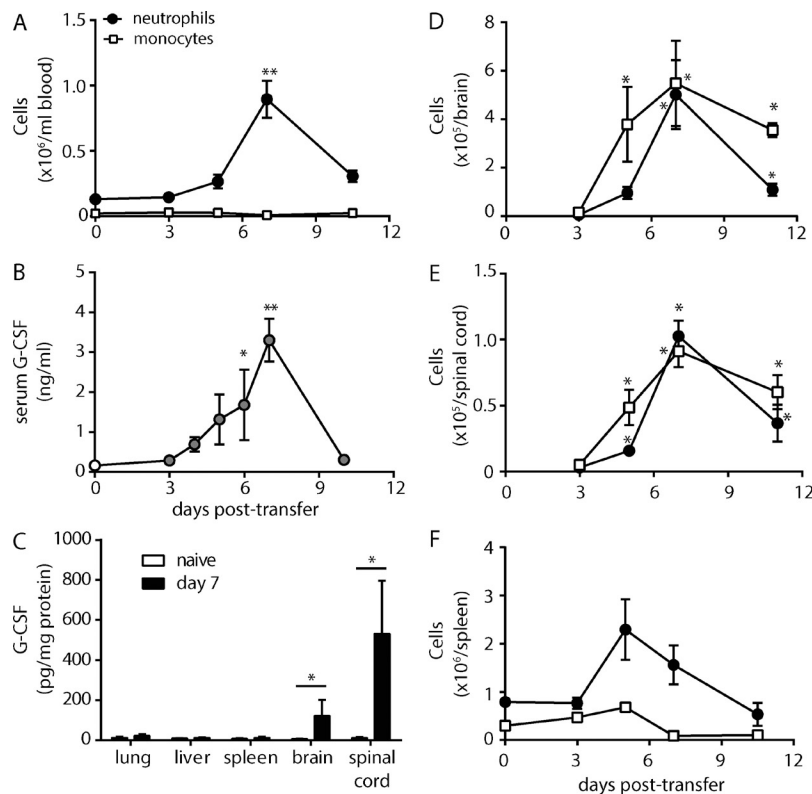 A
neutrophils
monocytes
Cells
(x10⁶/ml blood)
1.5
1.0
0.5
0
**
0 3 6 9 12
B
serum G-CSF
(ng/ml)
5
4
3
2
1
0
* **
0 3 6 9 12
days post-transfer
C
G-CSF
(pg/mg protein)
1000
800
600
400
200
0
naive
day 7
*
*
lung liver spleen brain spinal
cord
D
Cells
(x10⁵/brain)
8
6
4
2
0
* * * * *
0 3 6 9 12
E
Cells
(x10⁵/spinal cord)
1.5
1.0
0.5
0
* * * * * *
0 3 6 9 12
F
Cells
(x10⁶/spleen)
4
3
2
1
0
0 3 6 9 12
days post-transfer